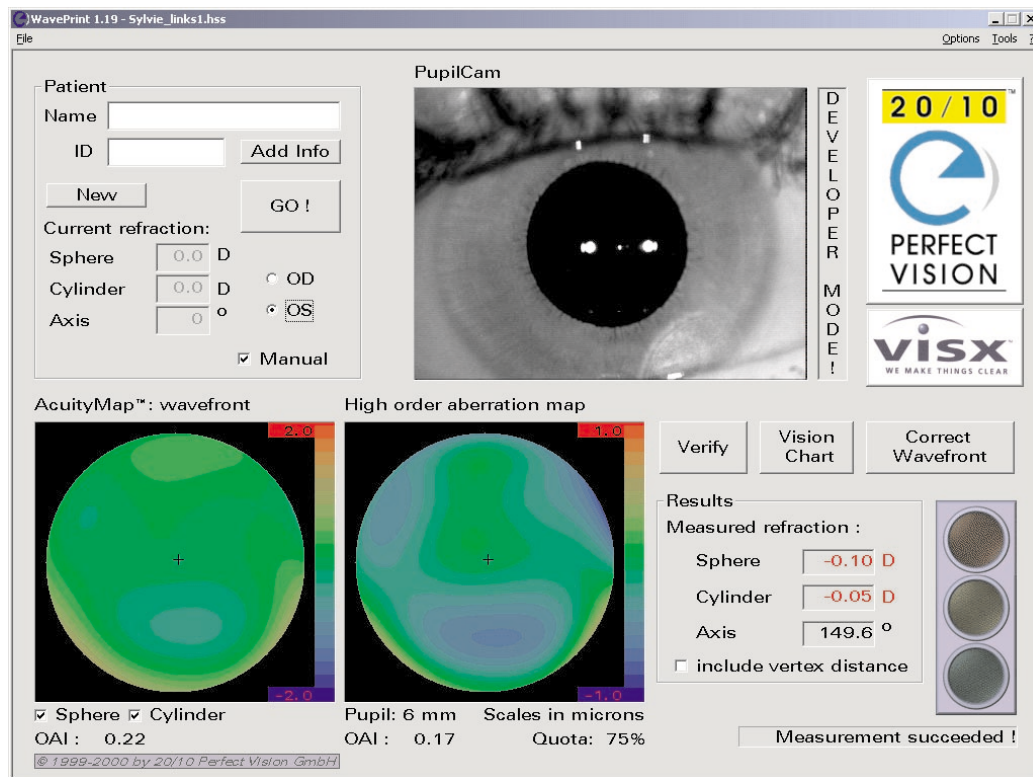 WavePrint 1.19 - Sylvie_links1.hss
File
Options Tools ?
Patient
Name
ID
Add Info
New
GO !
Current refraction:
Sphere 0.0 D
Cylinder 0.0 D
Axis 0 o
OD
OS
Manual
PupilCam
DEVELOPER MODE!
20/10™
PERFECT
VISION
VISX™
WE MAKE THINGS CLEAR
AcuityMap™: wavefront
2.0
-2.0
Sphere Cylinder
OAI : 0.22
© 1999-2000 by 20/10 Perfect Vision GmbH
High order aberration map
1.0
-1.0
Pupil: 6 mm Scales in microns
OAI : 0.17 Quota: 75%
Verify
Vision
Chart
Correct
Wavefront
Results
Measured refraction :
Sphere -0.10 D
Cylinder -0.05 D
Axis 149.6 o
include vertex distance
Measurement succeeded !